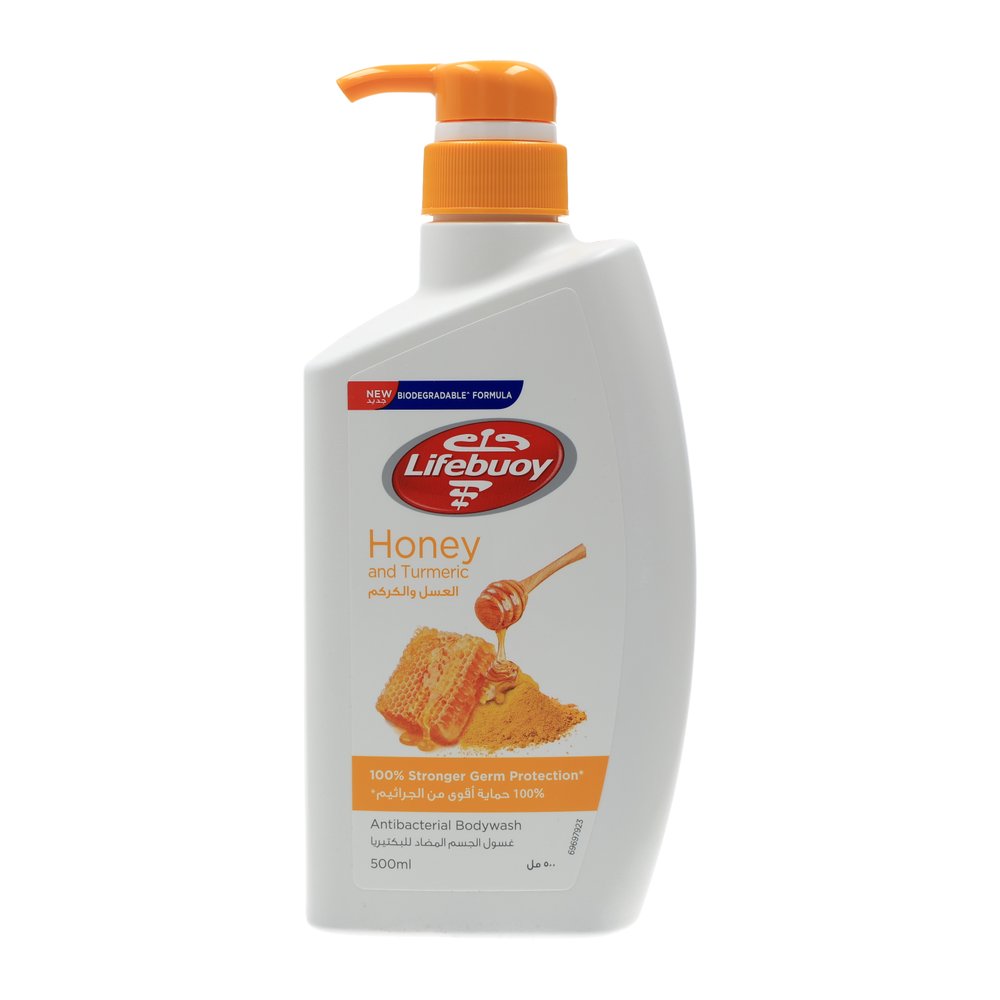 NEW BIODEGRADABLE* FORMULA
جديد
Lifebuoy
Honey
and Turmeric
العسل والكركم
100% Stronger Germ Protection*
100% حماية أقوى من الجراثيم*
Antibacterial Bodywash
غسول الجسم المضاد للبكتيريا
500ml ٥٠٠ مل
69697923